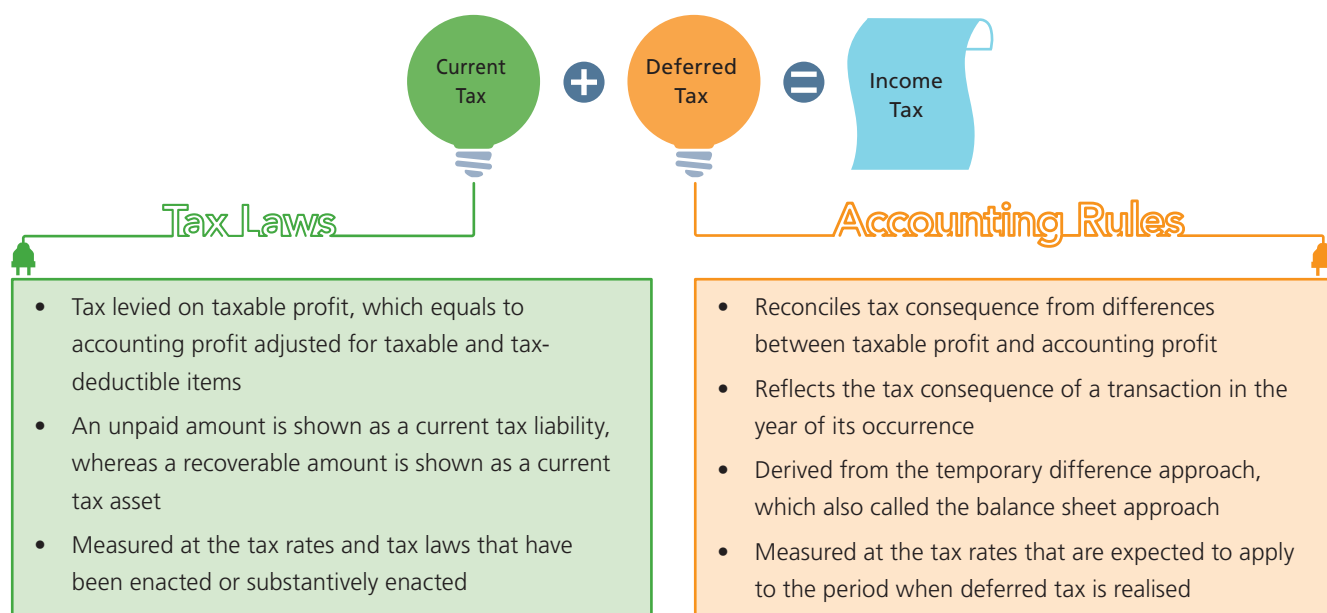 Current
Tax
+
Deferred
Tax
=
Income
Tax
Tax Laws
• Tax levied on taxable profit, which equals to
accounting profit adjusted for taxable and tax-
deductible items
• An unpaid amount is shown as a current tax liability,
whereas a recoverable amount is shown as a current
tax asset
• Measured at the tax rates and tax laws that have
been enacted or substantively enacted
Accounting Rules
• Reconciles tax consequence from differences
between taxable profit and accounting profit
• Reflects the tax consequence of a transaction in the
year of its occurrence
• Derived from the temporary difference approach,
which also called the balance sheet approach
• Measured at the tax rates that are expected to apply
to the period when deferred tax is realised